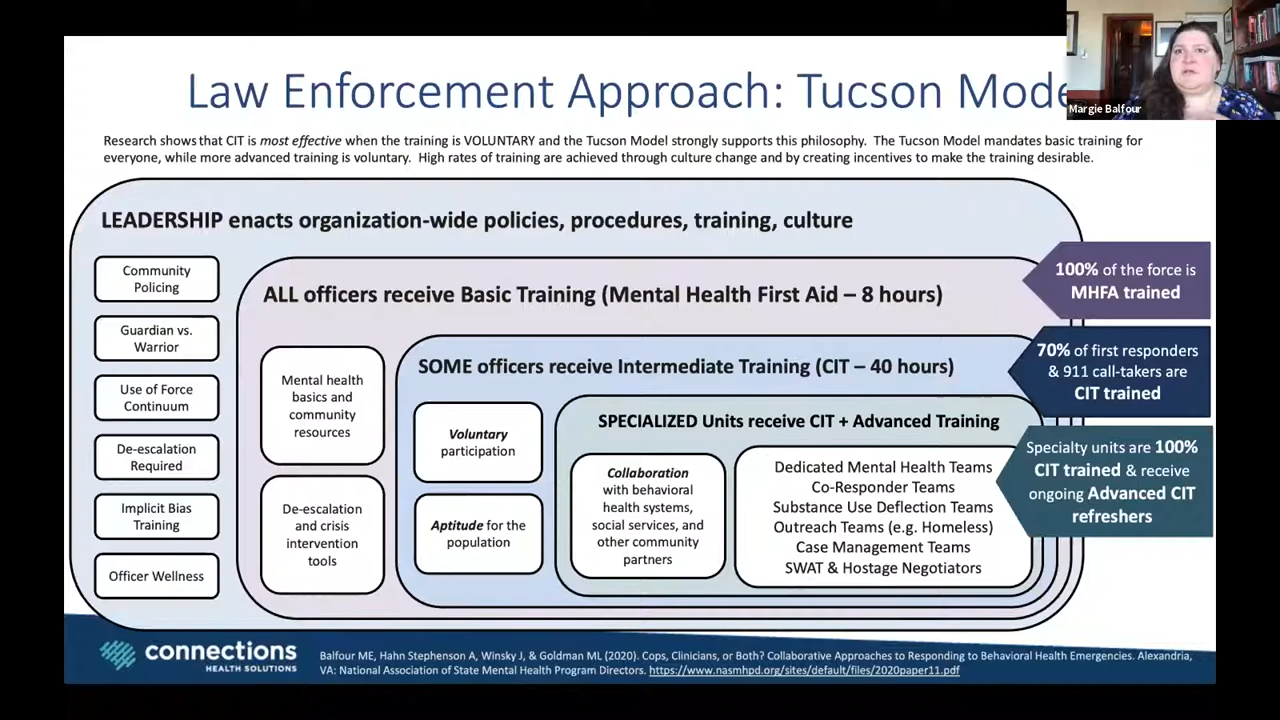 Law Enforcement Approach: Tucson Mode
Margie Balfour
Research shows that CIT is most effective when the training is VOLUNTARY and the Tucson Model strongly supports this philosophy. The Tucson Model mandates basic training for
everyone, while more advanced training is voluntary. High rates of training are achieved through culture change and by creating incentives to make the training desirable.
LEADERSHIP enacts organization-wide policies, procedures, training, culture
Community
Policing
Guardian vs.
Warrior
Use of Force
Continuum
De-escalation
Required
Implicit Bias
Training
Officer Wellness
ALL officers receive Basic Training (Mental Health First Aid – 8 hours)
Mental health
basics and
community
resources
De-escalation
and crisis
intervention
tools
SOME officers receive Intermediate Training (CIT – 40 hours)
Voluntary
participation
Aptitude for the
population
SPECIALIZED Units receive CIT + Advanced Training
Collaboration
with behavioral
health systems,
social services, and
other community
partners
Dedicated Mental Health Teams
Co-Responder Teams
Substance Use Deflection Teams
Outreach Teams (e.g. Homeless)
Case Management Teams
SWAT & Hostage Negotiators
100% of the force is
MHFA trained
70% of first responders
& 911 call-takers are
CIT trained
Specialty units are 100%
CIT trained & receive
ongoing Advanced CIT
refreshers
connections
HEALTH SOLUTIONS
Balfour ME, Hahn Stephenson A, Winsky J, & Goldman ML (2020). Cops, Clinicians, or Both? Collaborative Approaches to Responding to Behavioral Health Emergencies. Alexandria,
VA: National Association of State Mental Health Program Directors. https://www.nasmhpd.org/sites/default/files/2020paper11.pdf